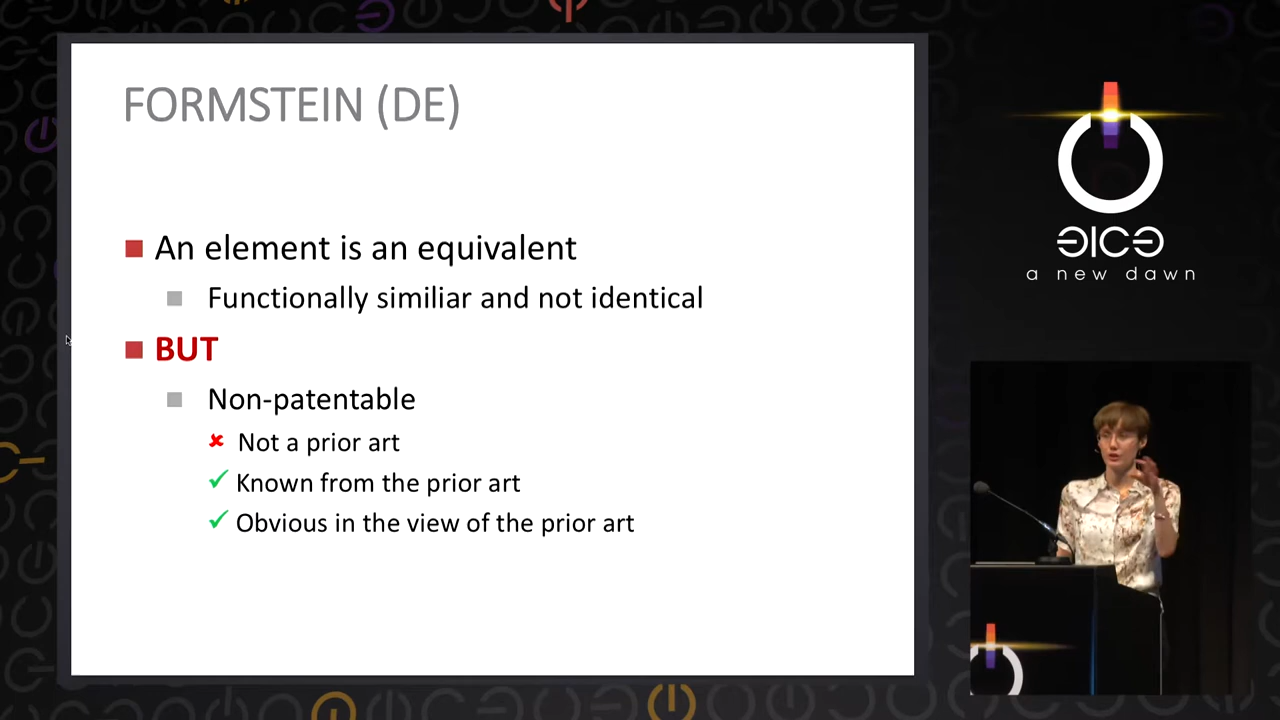 FORMSTEIN (DE)
An element is an equivalent
Functionally similiar and not identical
BUT
Non-patentable
Not a prior art
Known from the prior art
Obvious in the view of the prior art
31C3
a new dawn